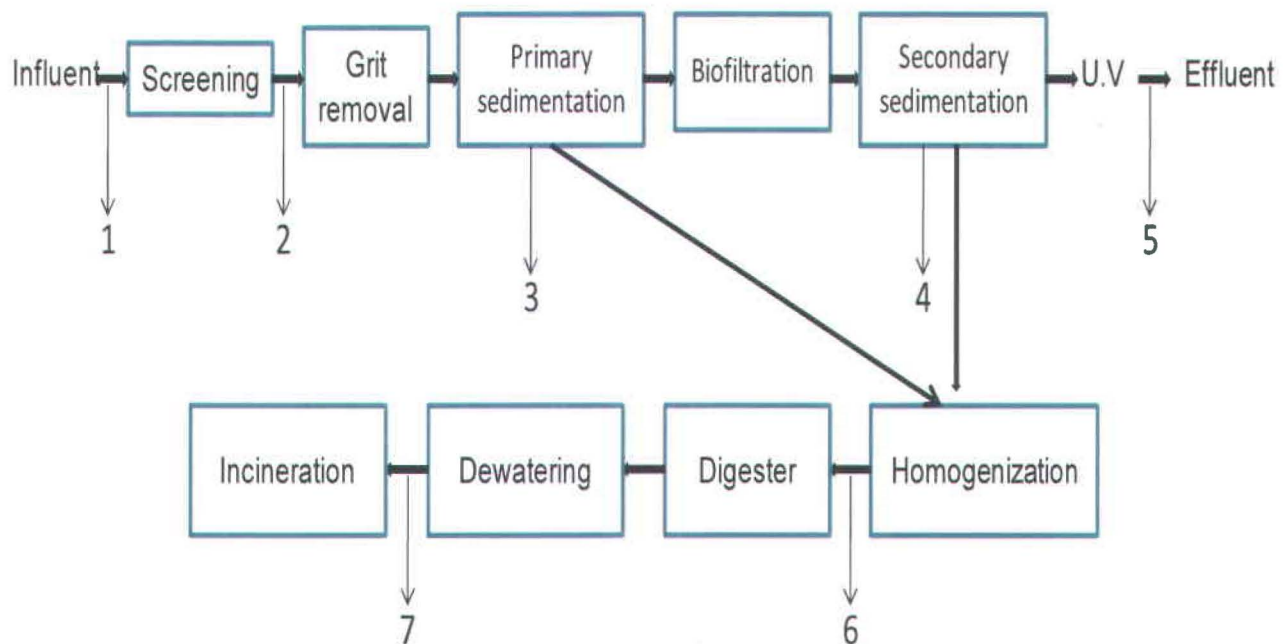 Influent
Screening
Grit
removal
Primary
sedimentation
Biofiltration
Secondary
sedimentation
U.V
Effluent
1
2
3
4
5
Incineration
Dewatering
Digester
Homogenization
7
6